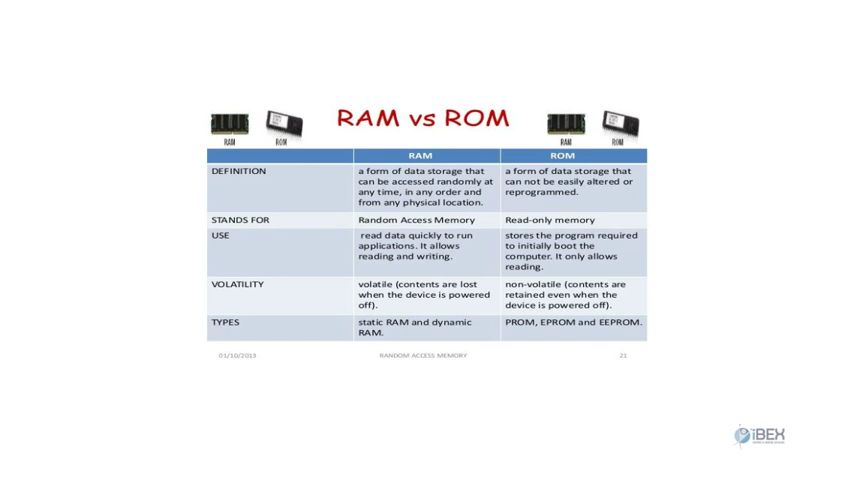 RAM vs ROM
RAM
ROM
RAM
ROM
RAM
ROM
DEFINITION
a form of data storage that
can be accessed randomly at
any time, in any order and
from any physical location.
a form of data storage that
can not be easily altered or
reprogrammed.
STANDS FOR
Random Access Memory
Read-only memory
USE
read data quickly to run
applications. It allows
reading and writing.
stores the program required
to initially boot the
computer. It only allows
reading.
VOLATILITY
volatile (contents are lost
when the device is powered
off).
non-volatile (contents are
retained even when the
device is powered off).
TYPES
static RAM and dynamic
RAM.
PROM, EPROM and EEPROM.
01/10/2013
RANDOM ACCESS MEMORY
21
iBEX